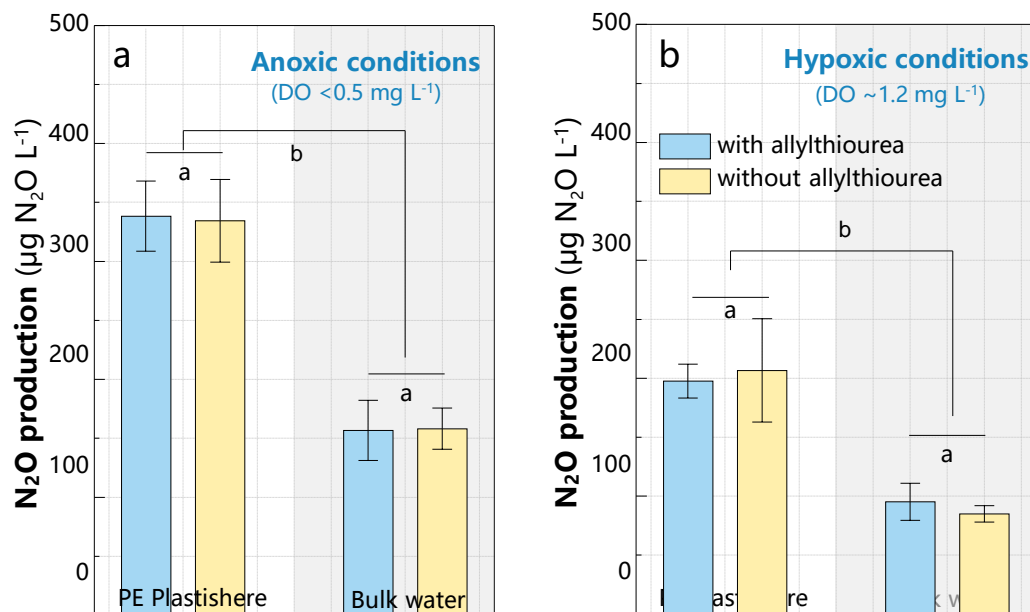 a
Anoxic conditions
(DO <0.5 mg L⁻¹)
500
400
300
200
100
0
N₂O production (μg N₂O L⁻¹)
b
a
a
PE Plastishere
Bulk water
b
Hypoxic conditions
(DO ~1.2 mg L⁻¹)
with allylthiourea
without allylthiourea
500
400
300
200
100
0
N₂O production (μg N₂O L⁻¹)
b
a
a